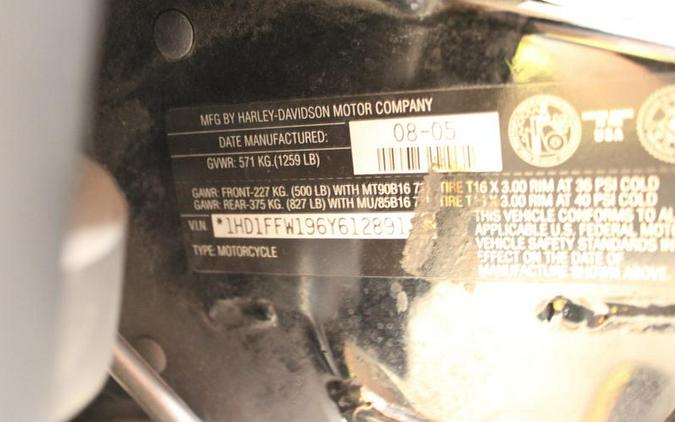 MFG BY HARLEY-DAVIDSON MOTOR COMPANY
DATE MANUFACTURED: 08-05
GVWR: 571 KG.(1259 LB)
USA
GAWR: FRONT-227 KG (500 LB) WITH MT90B16 TIRE T16 X 3.00 RIM AT 36 PSI COLD
GAWR: REAR-375 KG. (827 LB) WITH MU/85B16 TIRE X 3.00 RIM AT 40 PSI COLD
V.I.N. *1HD1FFW196Y612891
THIS VEHICLE CONFORMS TO
APPLICABLE U.S. FEDERAL
VEHICLE SAFETY STANDARDS IN
EFFECT ON THE DATE OF
MANUFACTURE SHOWN ABOVE.
TYPE: MOTORCYCLE